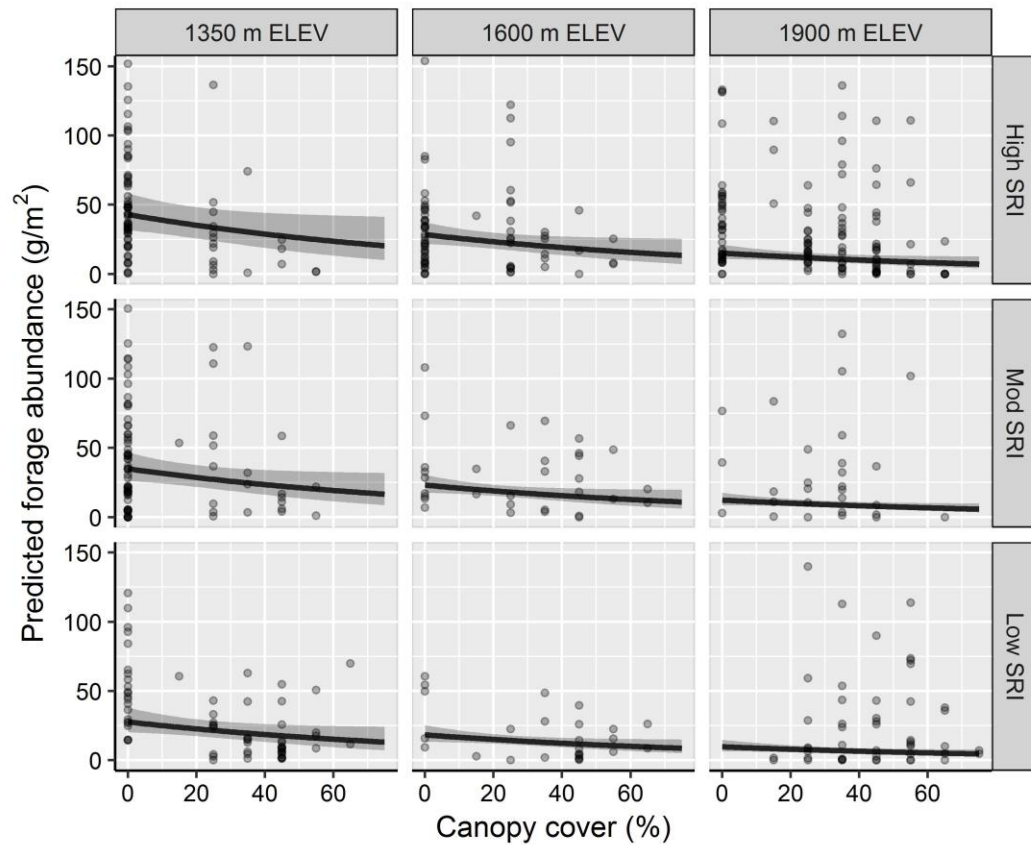 1350 m ELEV
1600 m ELEV
1900 m ELEV
150
100
50
0
High SRI
150
100
50
0
Mod SRI
150
100
50
0
Low SRI
0 20 40 60
0 20 40 60
0 20 40 60
Canopy cover (%)
Predicted forage abundance (g/m²)